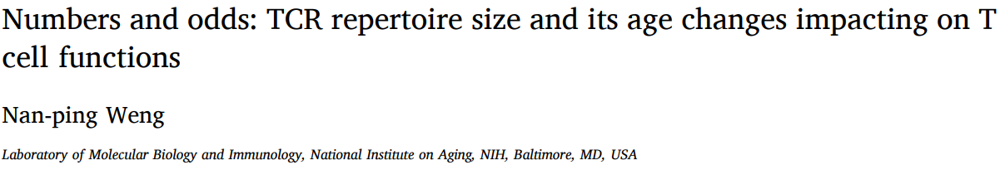 Numbers and odds: TCR repertoire size and its age changes impacting on T
cell functions
Nan-ping Weng
Laboratory of Molecular Biology and Immunology, National Institute on Aging, NIH, Baltimore, MD, USA